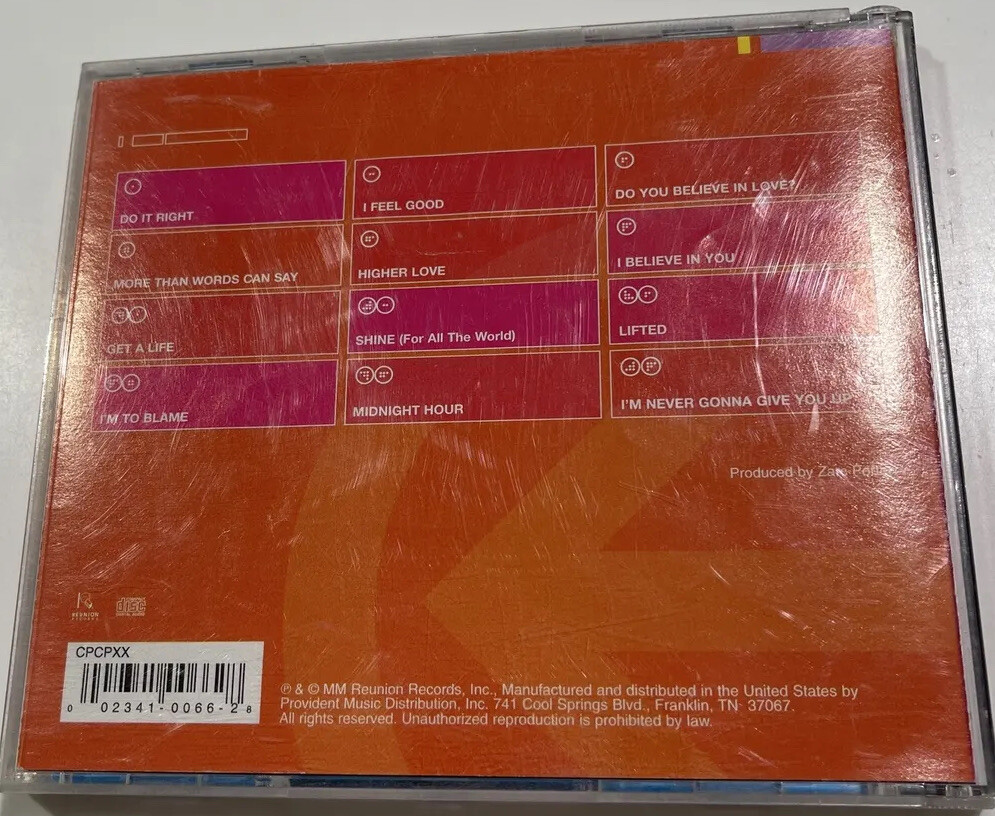 DO IT RIGHT
I FEEL GOOD
DO YOU BELIEVE IN LOVE?
MORE THAN WORDS CAN SAY
HIGHER LOVE
I BELIEVE IN YOU
GET A LIFE
SHINE (For All The World)
LIFTED
I'M TO BLAME
MIDNIGHT HOUR
I'M NEVER GONNA GIVE YOU UP
Produced by
REUNION
RECORDS
disc
CPCPXX
0 02341-0066-2 8
℗ & © MM Reunion Records, Inc., Manufactured and distributed in the United States by
Provident Music Distribution, Inc. 741 Cool Springs Blvd., Franklin, TN 37067.
All rights reserved. Unauthorized reproduction is prohibited by law.